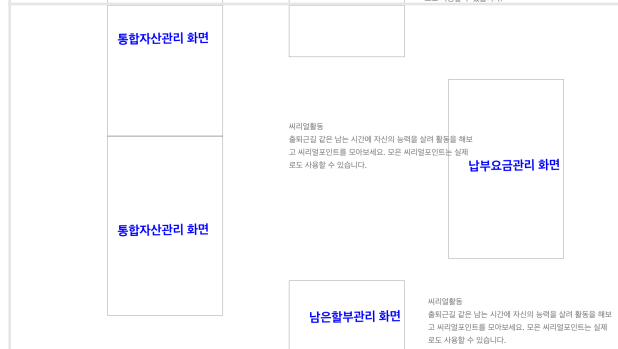 통합자산관리 화면
씨리얼활동
출퇴근길 같은 남는 시간에 자신의 능력을 살려 활동을 해보
고 씨리얼포인트를 모아보세요. 모은 씨리얼포인트는 실제
로도 사용할 수 있습니다.
납부요금관리 화면
통합자산관리 화면
남은할부관리 화면
씨리얼활동
출퇴근길 같은 남는 시간에 자신의 능력을 살려 활동을 해보
고 씨리얼포인트를 모아보세요. 모은 씨리얼포인트는 실제
로도 사용할 수 있습니다.